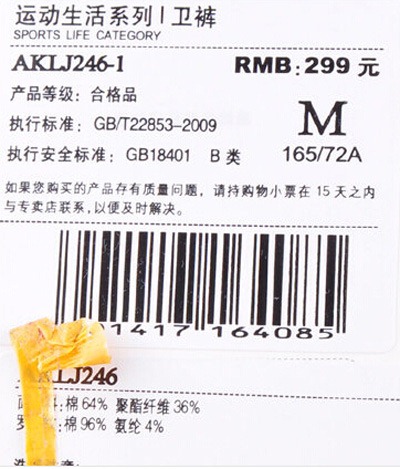 运动生活系列|卫裤
SPORTS LIFE CATEGORY
AKLJ246-1 RMB:299 元
产品等级: 合格品
执行标准: GB/T22853-2009 M
执行安全标准: GB18401 B 类 165/72A
如果您购买的产品存有质量问题, 请持购物小票在 15 天之内
与专卖店联系,以便及时解决。
01417 164085
KLJ246
料:棉 64% 聚酯纤维 36%
罗 :棉 96% 氨纶 4%